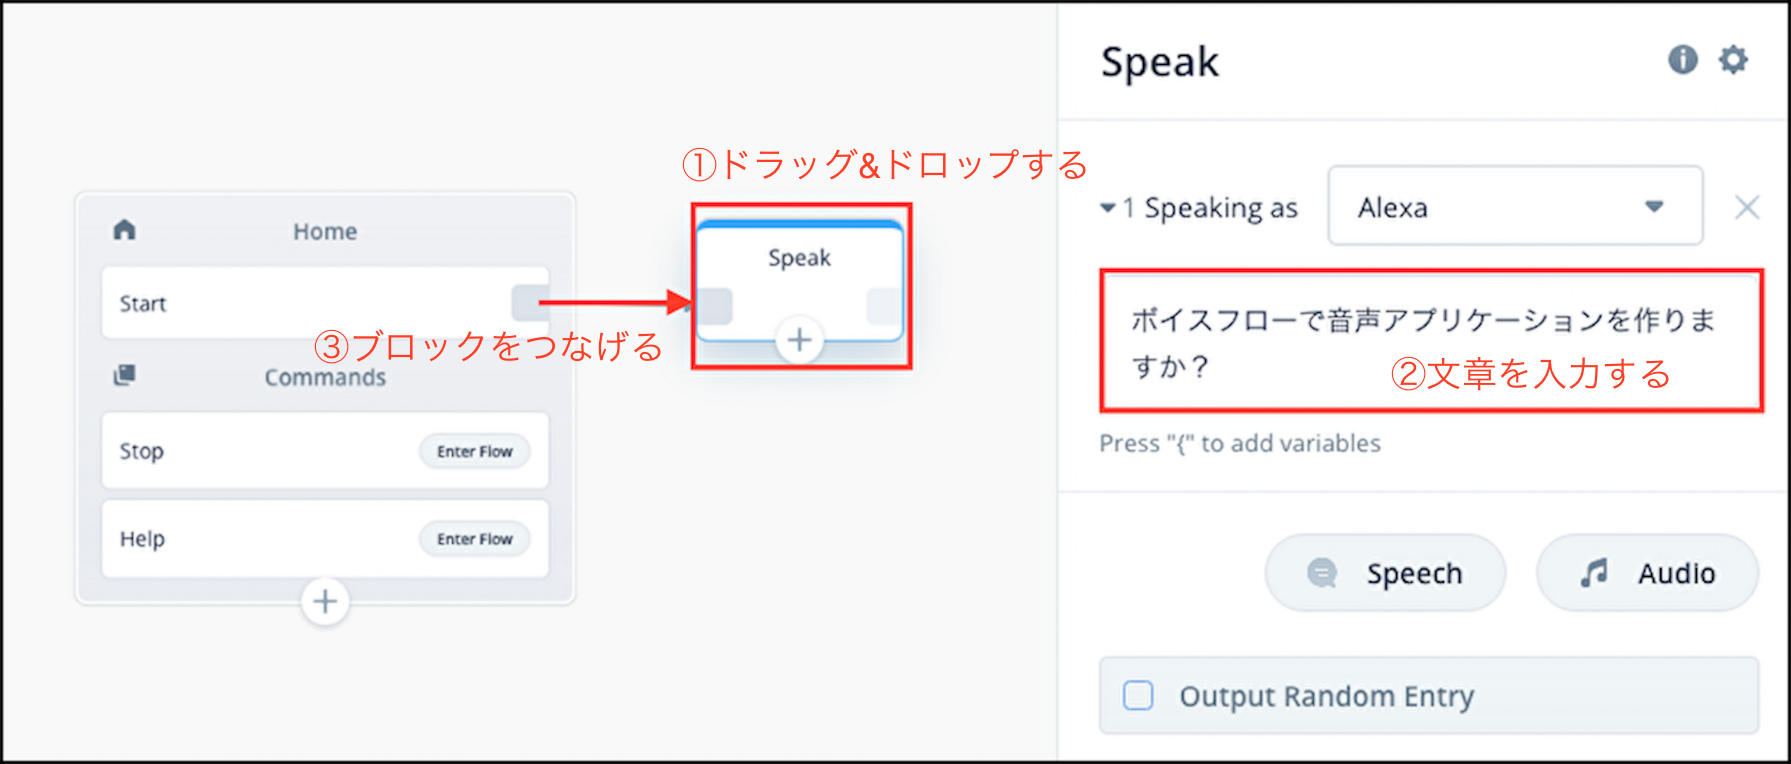 ①ドラッグ&ドロップする
Home
Start
③ブロックをつなげる
Commands
Stop
Enter Flow
Help
Enter Flow
Speak
Speak
1 Speaking as
Alexa
ボイスフローで音声アプリケーションを作りま
すか？
②文章を入力する
Press "{" to add variables
Speech
Audio
Output Random Entry